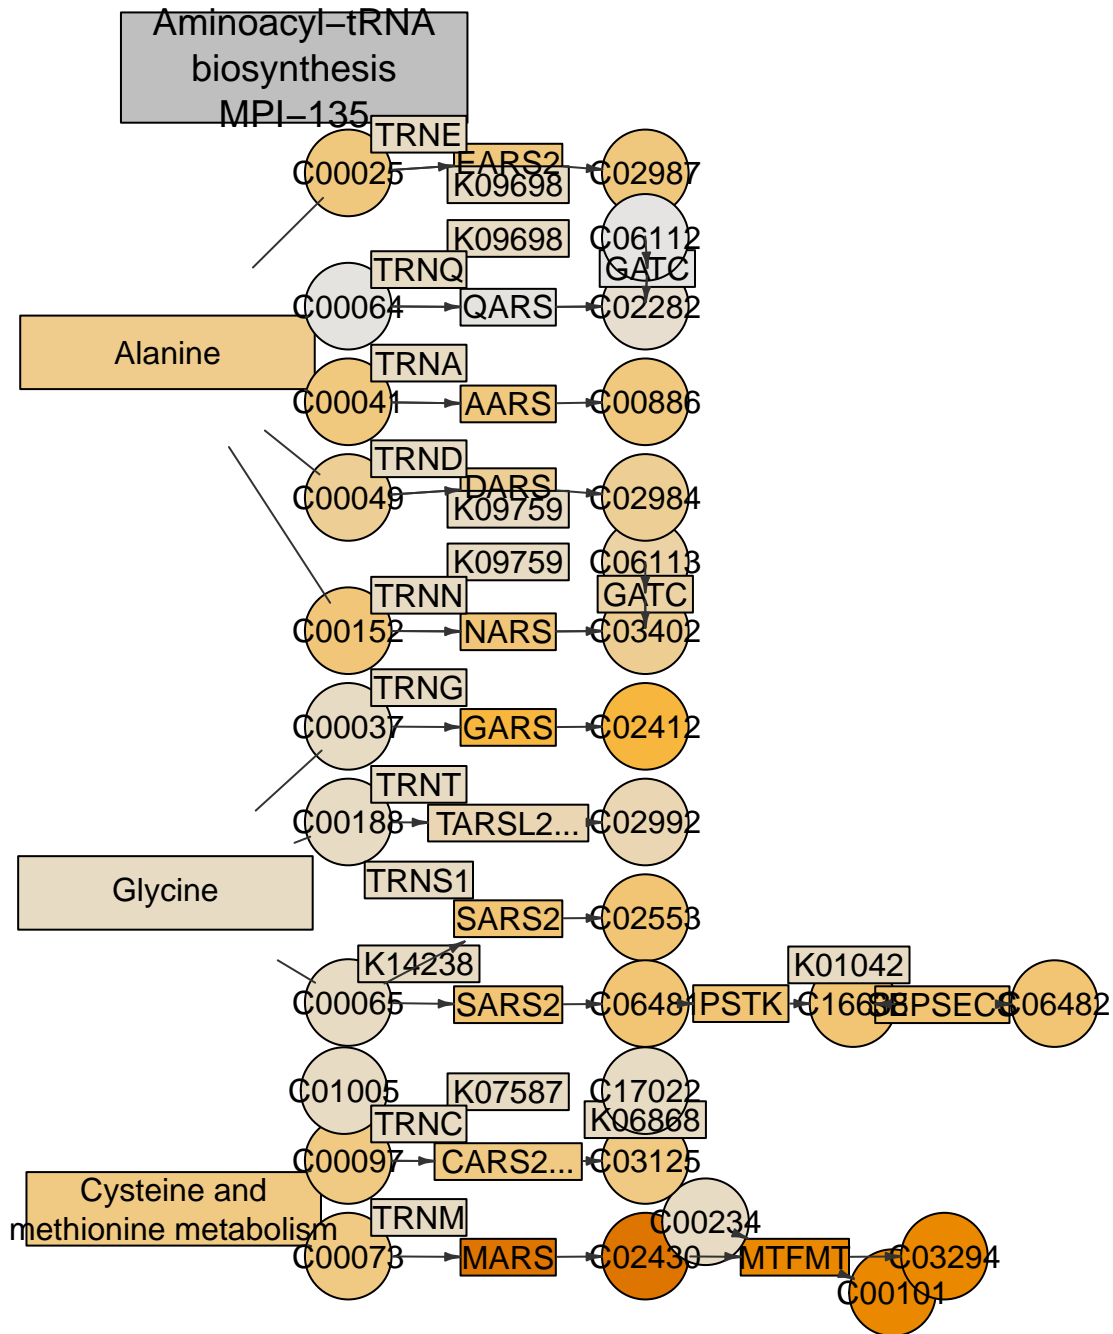 Aminoacyl−tRNA
biosynthesis
MPI−135
TRNE
C00025
EARS2
K09698
C02987
K09698
C06112
TRNQ
GATC
C00064
QARS
C02282
Alanine
TRNA
C00041
AARS
C00886
TRND
C00049
DARS
K09759
C02984
K09759
C06113
TRNN
GATC
C00152
NARS
C03402
TRNG
C00037
GARS
C02412
TRNT
C00188
TARSL2...
C02992
TRNS1
Glycine
SARS2
C02553
K14238
K01042
C00065
SARS2
C06481
PSTK
C16638
SEPSECS
C06482
C01005
K07587
C17022
TRNC
K06868
C00097
CARS2...
C03125
Cysteine and
methionine metabolism
TRNM
C00234
C00073
MARS
C02430
MTFMT
C03294
C00101